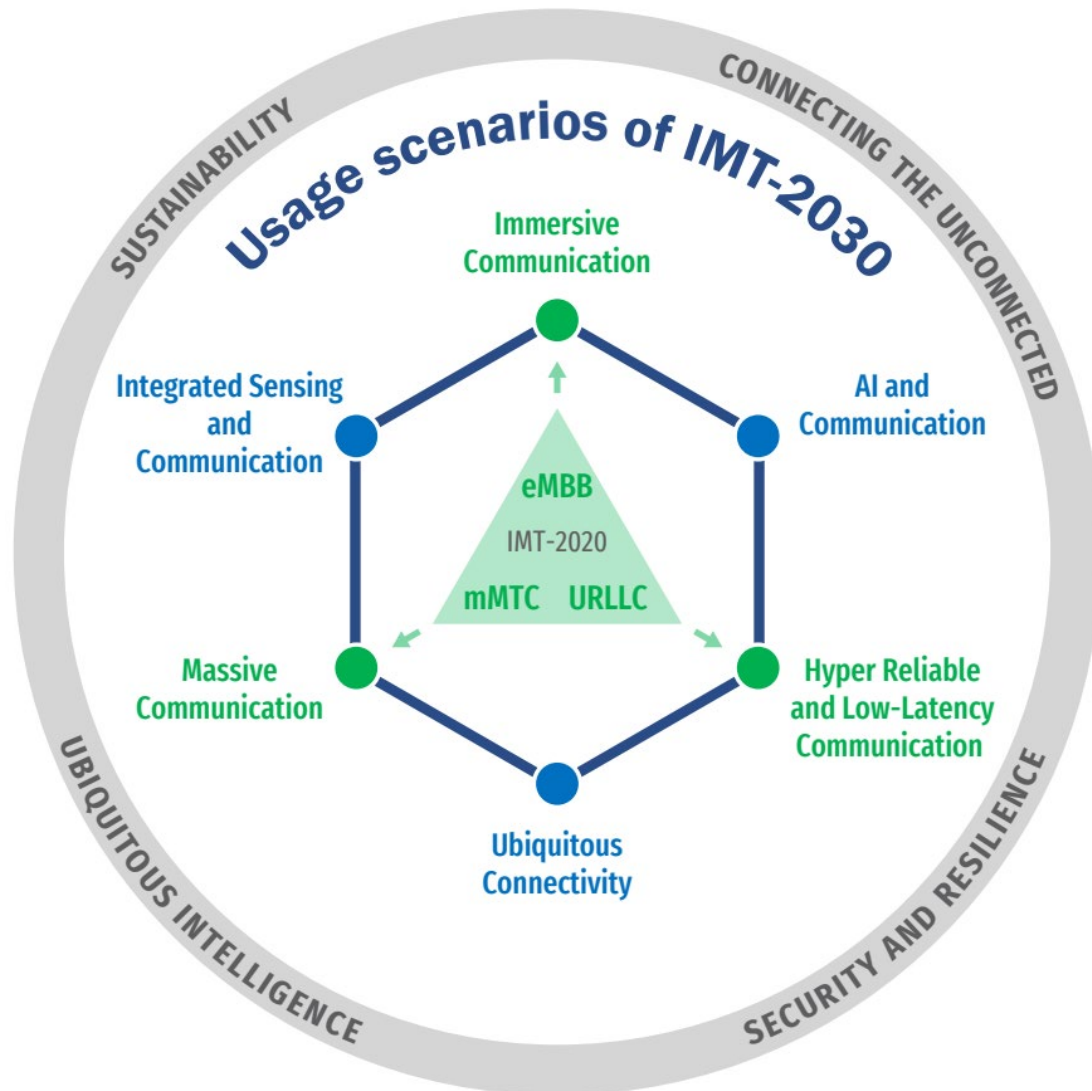 SUSTAINABILITY
CONNECTING THE UNCONNECTED
Usage scenarios of IMT-2030
Immersive
Communication
Integrated Sensing
and
Communication
AI and
Communication
eMBB
IMT-2020
mMTC URLLC
Massive
Communication
Hyper Reliable
and Low-Latency
Communication
Ubiquitous
Connectivity
UBIQUITOUS INTELLIGENCE
SECURITY AND RESILIENCE